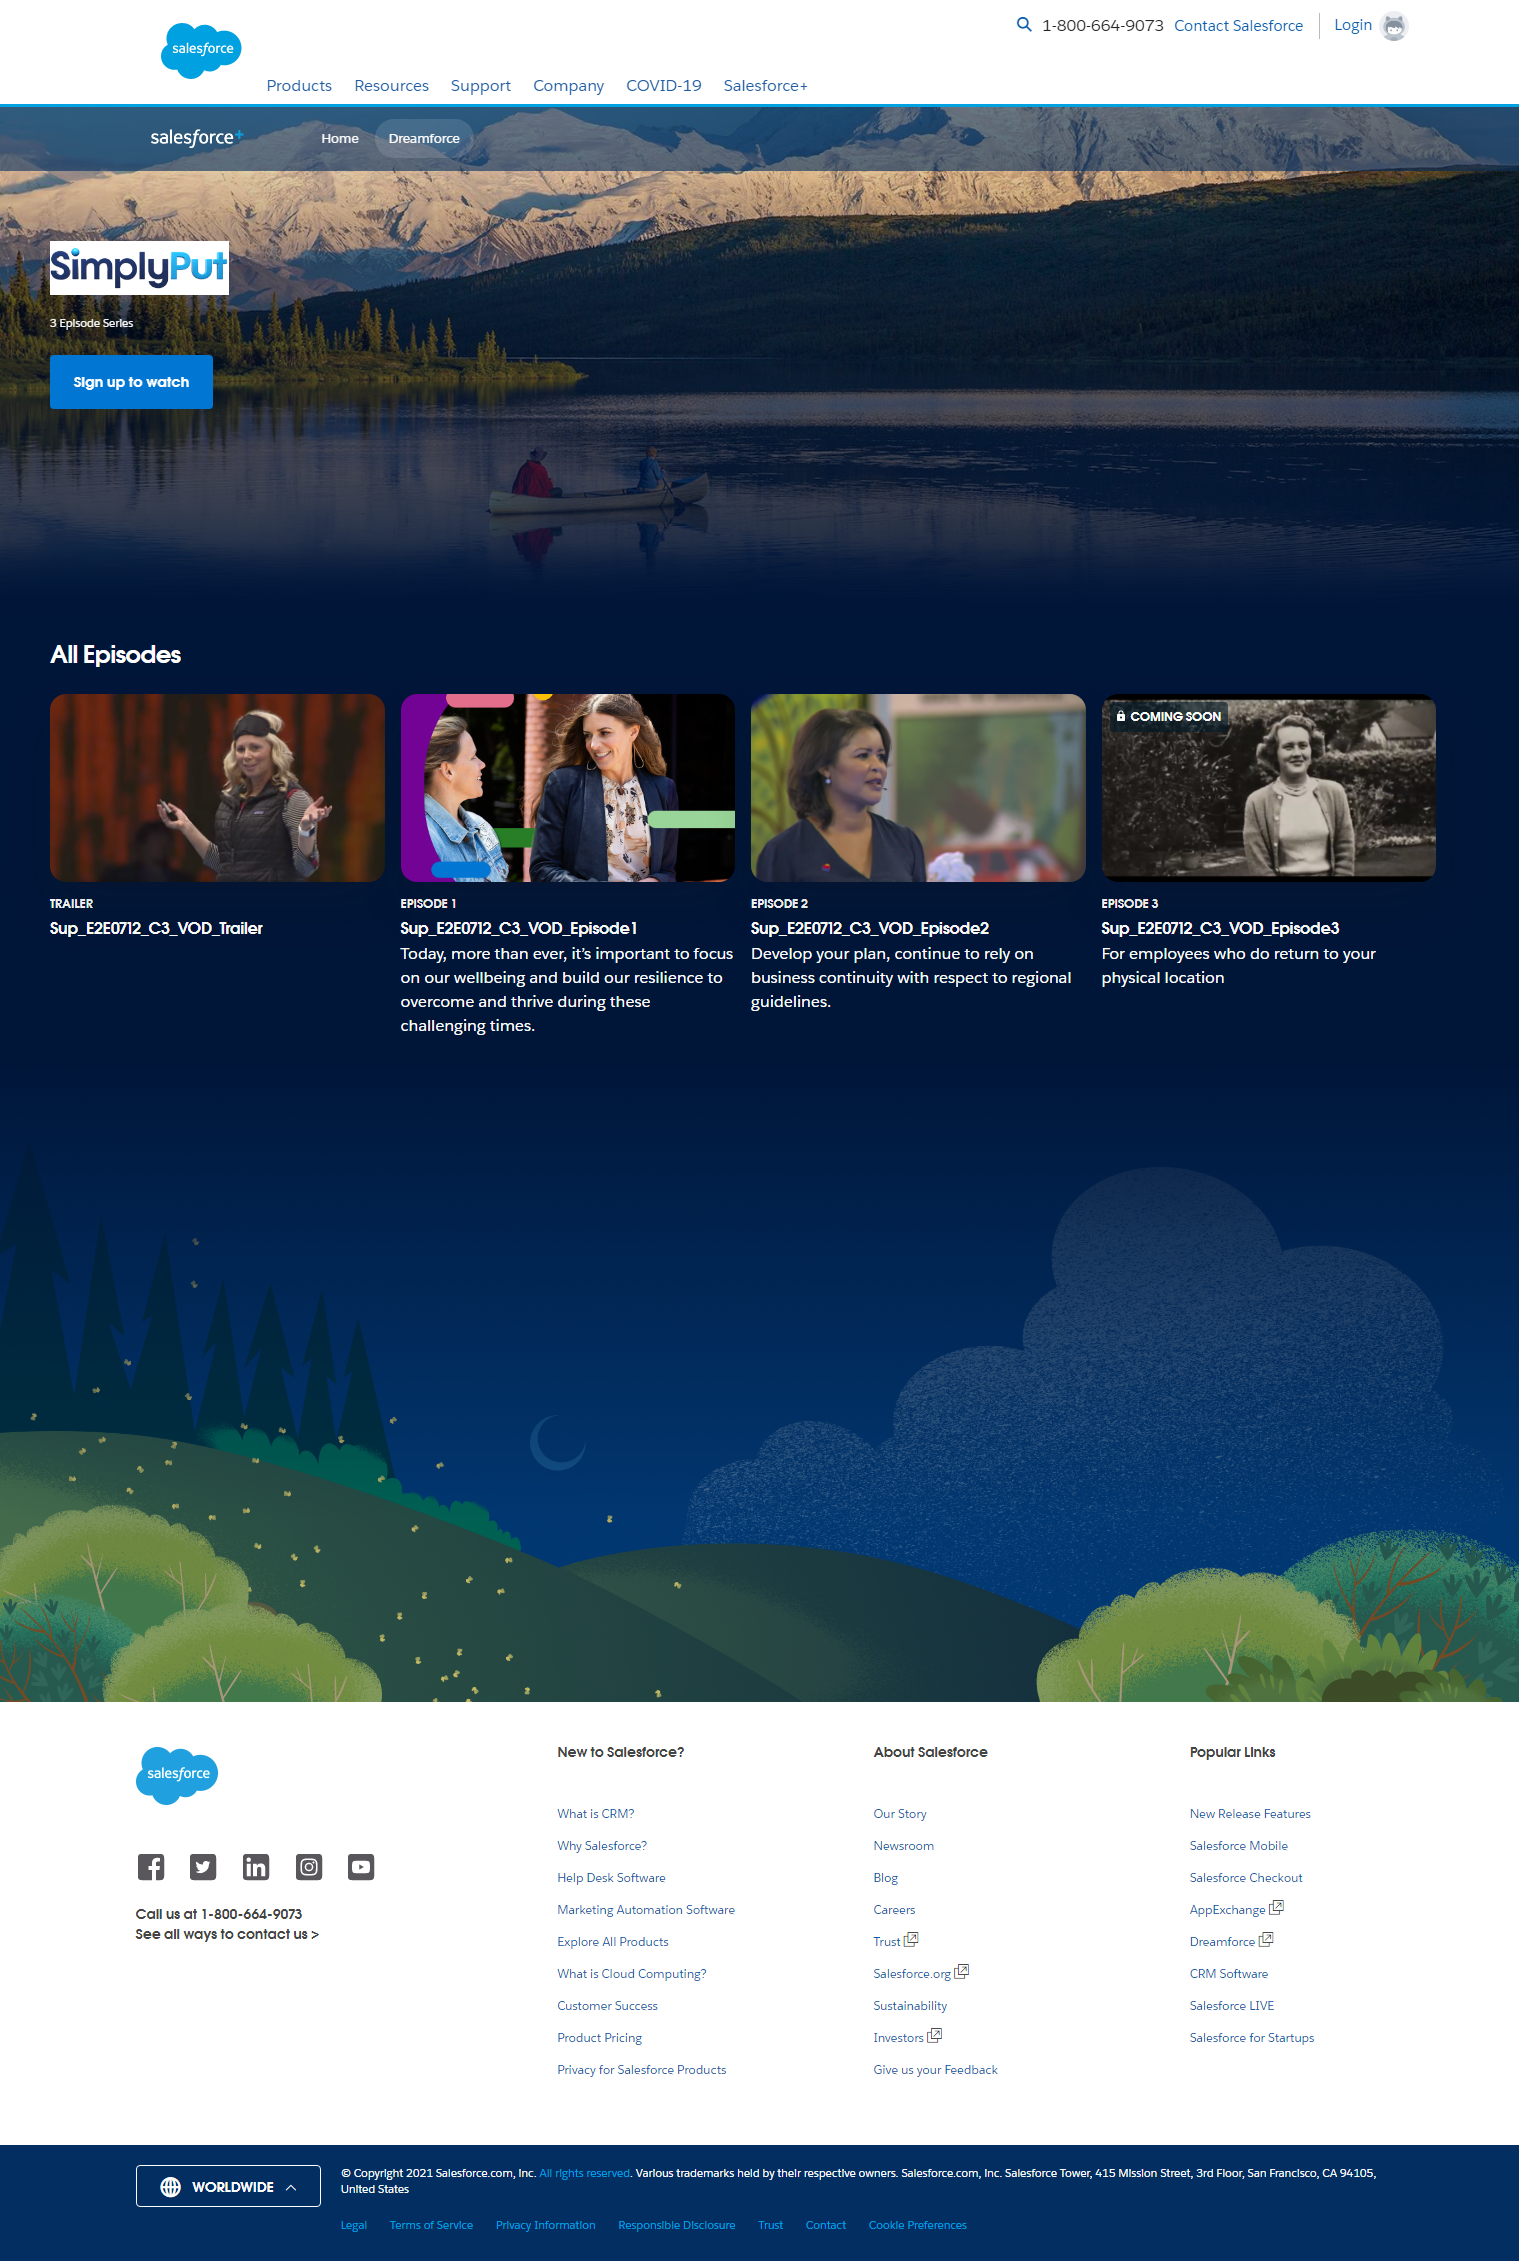 1-800-664-9073 Contact Salesforce Login
salesforce
Products Resources Support Company COVID-19 Salesforce+
salesforce+ Home Dreamforce
SimplyPut
3 Episode Series
Sign up to watch
All Episodes
COMING SOON
TRAILER
Sup_E2E0712_C3_VOD_Trailer
EPISODE 1
Sup_E2E0712_C3_VOD_Episode1
Today, more than ever, it's important to focus
on our wellbeing and build our resilience to
overcome and thrive during these
challenging times.
EPISODE 2
Sup_E2E0712_C3_VOD_Episode2
Develop your plan, continue to rely on
business continuity with respect to regional
guidelines.
EPISODE 3
Sup_E2E0712_C3_VOD_Episode3
For employees who do return to your
physical location
salesforce
Call us at 1-800-664-9073
See all ways to contact us >
New to Salesforce?
What is CRM?
Why Salesforce?
Help Desk Software
Marketing Automation Software
Explore All Products
What is Cloud Computing?
Customer Success
Product Pricing
Privacy for Salesforce Products
About Salesforce
Our Story
Newsroom
Blog
Careers
Trust
Salesforce.org
Sustainability
Investors
Give us your Feedback
Popular Links
New Release Features
Salesforce Mobile
Salesforce Checkout
AppExchange
Dreamforce
CRM Software
Salesforce LIVE
Salesforce for Startups
WORLDWIDE
© Copyright 2021 Salesforce.com, inc. All rights reserved. Various trademarks held by their respective owners. Salesforce.com, inc. Salesforce Tower, 415 Mission Street, 3rd Floor, San Francisco, CA 94105,
United States
Legal Terms of Service Privacy Information Responsible Disclosure Trust Contact Cookie Preferences